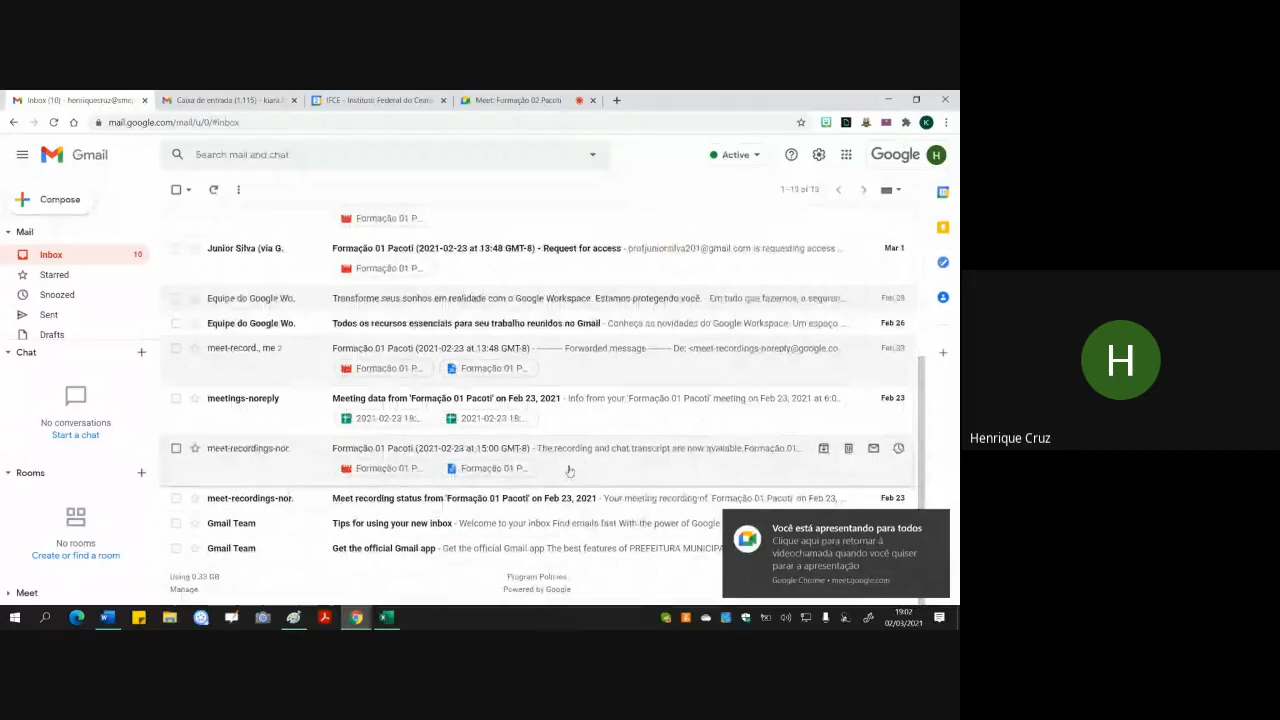 Inbox (10) - henriquecruz@sme
Caixa de entrada (1.115) - kiara
IFCE - Instituto Federal do Ceará
Meet: Formação 02 Pacoti
mail.google.com/mail/u/0/#inbox
Gmail
Search mail and chat
Active
Google
H
Compose
1–13 of 13
Mail
Inbox 10
Starred
Snoozed
Sent
Drafts
Chat
No conversations
Start a chat
Rooms
No rooms
Create or find a room
Meet
Formação 01 P...
Junior Silva (via G. Formação 01 Pacoti (2021-02-23 at 13:48 GMT-8) - Request for access - profjuniorsilva201@gmail.com is requesting access ... Mar 1
Formação 01 P...
Equipe do Google Wo. Transforme seus sonhos em realidade com o Google Workspace. Estamos protegendo você. - Em tudo que fazemos, a seguran... Feb 28
Equipe do Google Wo. Todos os recursos essenciais para seu trabalho reunidos no Gmail - Conheça as novidades do Google Workspace. Um espaço ... Feb 26
meet-record., me 2 Formação 01 Pacoti (2021-02-23 at 13:48 GMT-8) - ---------- Forwarded message --------- De: <meet-recordings-noreply@google.co... Feb 23
Formação 01 P... Formação 01 P...
meetings-noreply Meeting data from 'Formação 01 Pacoti' on Feb 23, 2021 - Info from your 'Formação 01 Pacoti' meeting on Feb 23, 2021 at 6:0... Feb 23
2021-02-23 18:... 2021-02-23 18:...
meet-recordings-nor. Formação 01 Pacoti (2021-02-23 at 15:00 GMT-8) - The recording and chat transcript are now available Formação 01...
Formação 01 P... Formação 01 P...
meet-recordings-nor. Meet recording status from 'Formação 01 Pacoti' on Feb 23, 2021 - Your meeting recording of 'Formação 01 Pacoti' on Feb 23, ... Feb 23
Gmail Team Tips for using your new inbox - Welcome to your inbox Find emails fast With the power of Google
Gmail Team Get the official Gmail app - Get the official Gmail app The best features of PREFEITURA MUNICIPA
Using 0.33 GB
Manage
Program Policies
Powered by Google
Você está apresentando para todos
Clique aqui para retornar à
videochamada quando você quiser
parar a apresentação
Google Chrome • meet.google.com
19:02
02/03/2021
H
Henrique Cruz